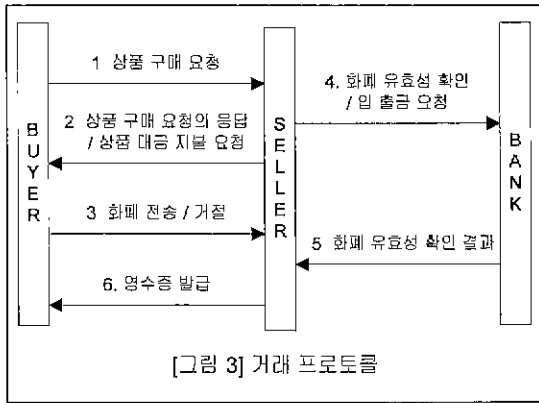 1 상품 구매 요청
4. 화폐 유효성 확인
/ 입 출금 요청
2 상품 구매 요청의 응답
/ 상품 대금 지불 요청
BUYER
SELLER
BANK
3 화폐 전송 / 거절
5 화폐 유효성 확인 결과
6. 영수증 발급
[그림 3] 거래 프로토콜